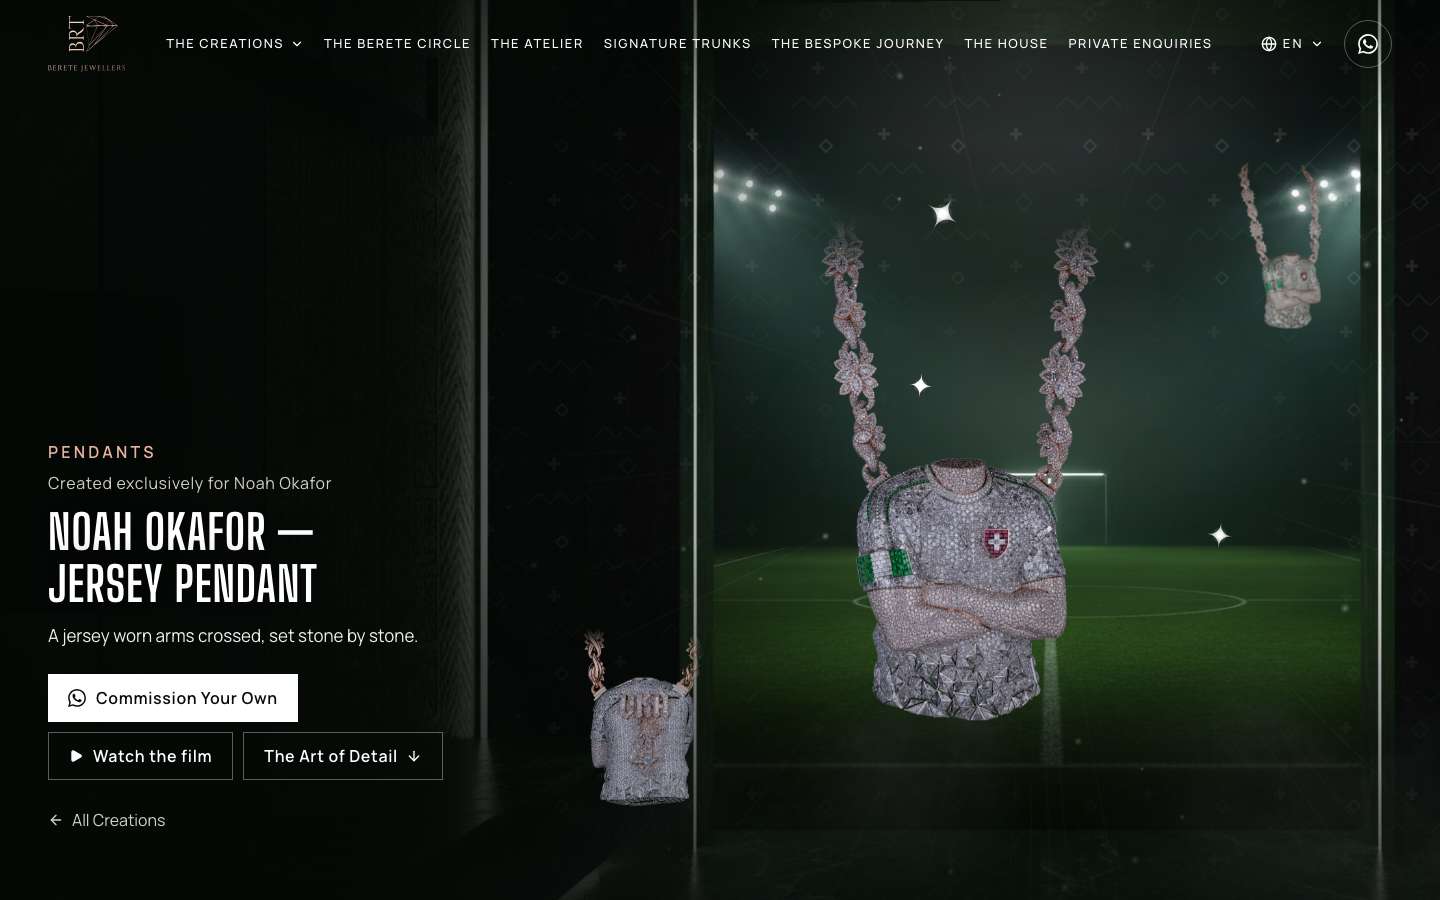 BRT
BERETE JEWELLERS
THE CREATIONS
THE BERETE CIRCLE
THE ATELIER
SIGNATURE TRUNKS
THE BESPOKE JOURNEY
THE HOUSE
PRIVATE ENQUIRIES
EN
PENDANTS
Created exclusively for Noah Okafor
NOAH OKAFOR —
JERSEY PENDANT
A jersey worn arms crossed, set stone by stone.
Commission Your Own
Watch the film
The Art of Detail
All Creations